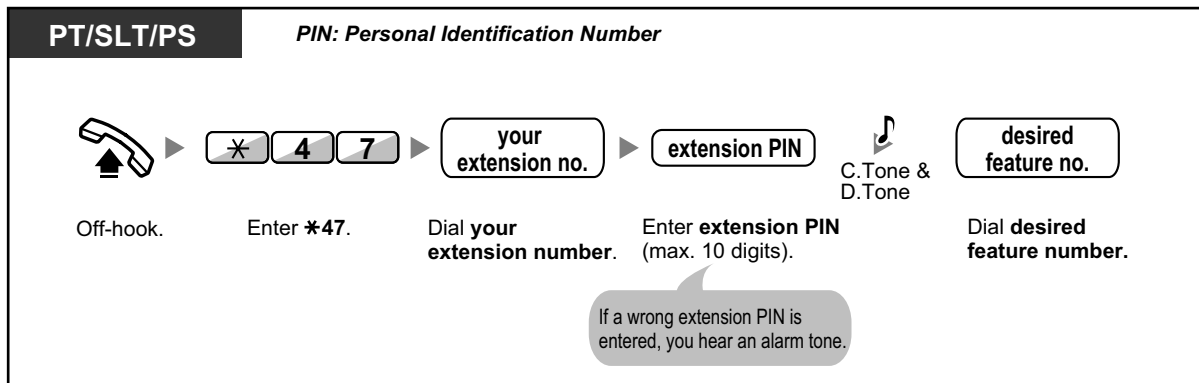 PT/SLT/PS
PIN: Personal Identification Number
* 4 7
your
extension no.
extension PIN
C.Tone &
D.Tone
desired
feature no.
Off-hook.
Enter *47.
Dial your
extension number.
Enter extension PIN
(max. 10 digits).
Dial desired
feature number.
If a wrong extension PIN is
entered, you hear an alarm tone.